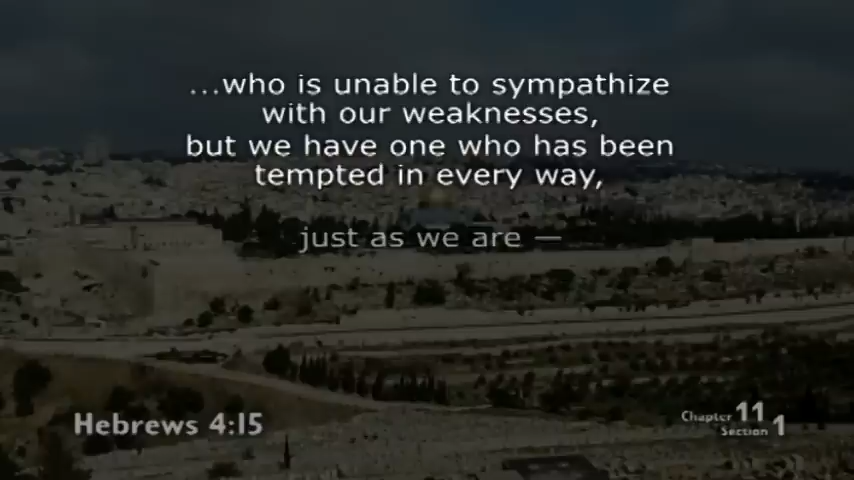 ...who is unable to sympathize
with our weaknesses,
but we have one who has been
tempted in every way,
just as we are —
Hebrews 4:15
Chapter 11
Section 1